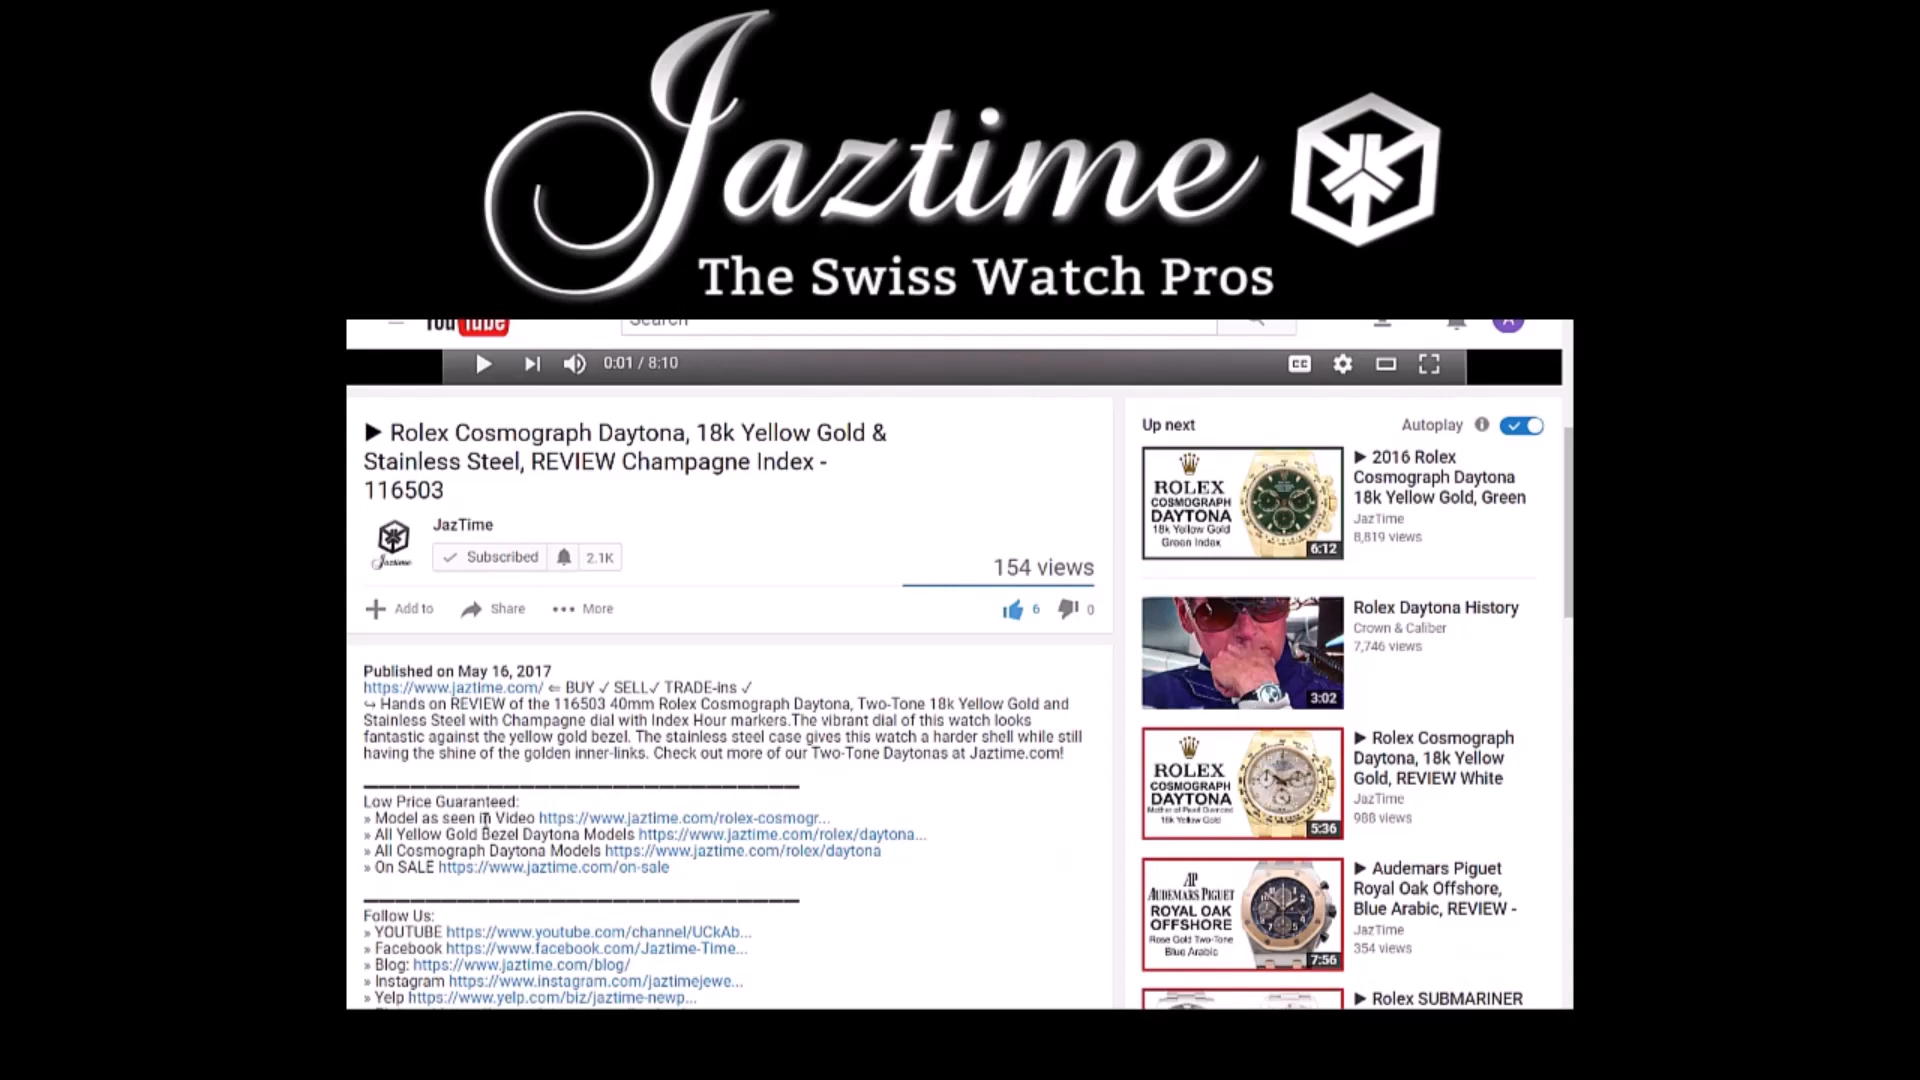 Jaztime
The Swiss Watch Pros
YouTube
Search
A
0:01 / 8:10
CC
▶ Rolex Cosmograph Daytona, 18k Yellow Gold &
Stainless Steel, REVIEW Champagne Index -
116503
JazTime
Jaztime
Subscribed 2.1K
154 views
Add to Share ••• More
6 0
Published on May 16, 2017
https://www.jaztime.com/ ⇐ BUY ✓ SELL✓ TRADE-ins ✓
↪ Hands on REVIEW of the 116503 40mm Rolex Cosmograph Daytona, Two-Tone 18k Yellow Gold and
Stainless Steel with Champagne dial with Index Hour markers.The vibrant dial of this watch looks
fantastic against the yellow gold bezel. The stainless steel case gives this watch a harder shell while still
having the shine of the golden inner-links. Check out more of our Two-Tone Daytonas at Jaztime.com!
Low Price Guaranteed:
» Model as seen in Video https://www.jaztime.com/rolex-cosmogr...
» All Yellow Gold Bezel Daytona Models https://www.jaztime.com/rolex/daytona...
» All Cosmograph Daytona Models https://www.jaztime.com/rolex/daytona
» On SALE https://www.jaztime.com/on-sale
Follow Us:
» YOUTUBE https://www.youtube.com/channel/UCkAb...
» Facebook https://www.facebook.com/Jaztime-Time...
» Blog: https://www.jaztime.com/blog/
» Instagram https://www.instagram.com/jaztimejewe...
» Yelp https://www.yelp.com/biz/jaztime-newp...
Up next
Autoplay
ROLEX
COSMOGRAPH
DAYTONA
18k Yellow Gold
Green Index
6:12
▶ 2016 Rolex
Cosmograph Daytona
18k Yellow Gold, Green
JazTime
8,819 views
3:02
Rolex Daytona History
Crown & Caliber
7,746 views
ROLEX
COSMOGRAPH
DAYTONA
Mother of Pearl Diamond
18k Yellow Gold
5:36
▶ Rolex Cosmograph
Daytona, 18k Yellow
Gold, REVIEW White
JazTime
988 views
AP
AUDEMARS PIGUET
ROYAL OAK
OFFSHORE
Rose Gold Two-Tone
Blue Arabic
7:56
▶ Audemars Piguet
Royal Oak Offshore,
Blue Arabic, REVIEW -
JazTime
354 views
▶ Rolex SUBMARINER